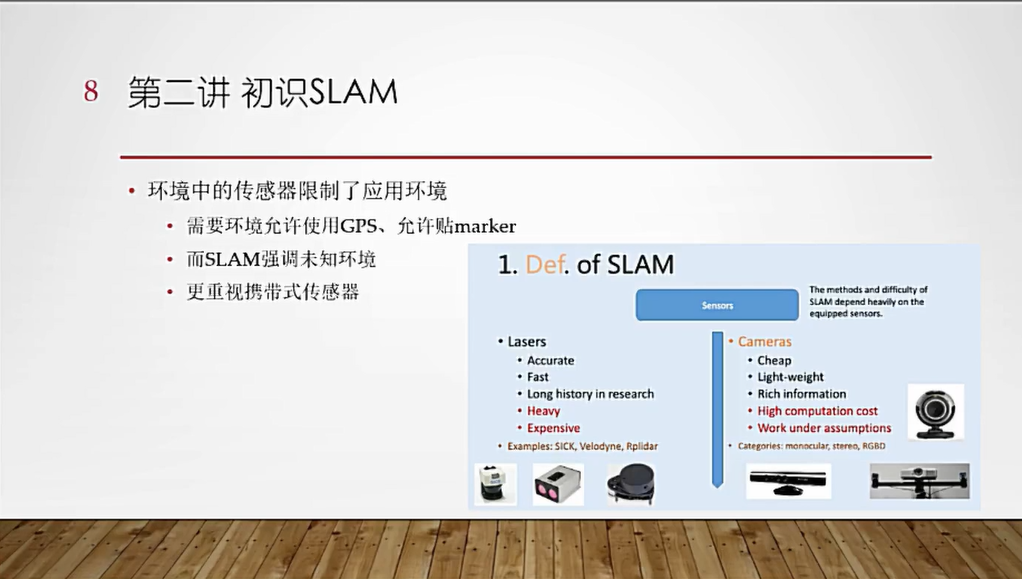 8
第二讲 初识SLAM
• 环境中的传感器限制了应用环境
• 需要环境允许使用GPS、允许贴marker
• 而SLAM强调未知环境
• 更重视携带式传感器
1. Def. of SLAM
Sensors
The methods and difficulty of
SLAM depend heavily on the
equipped sensors.
• Lasers
• Accurate
• Fast
• Long history in research
• Heavy
• Expensive
• Examples: SICK, Velodyne, Rplidar
• Cameras
• Cheap
• Light-weight
• Rich information
• High computation cost
• Work under assumptions
• Categories: monocular, stereo, RGBD